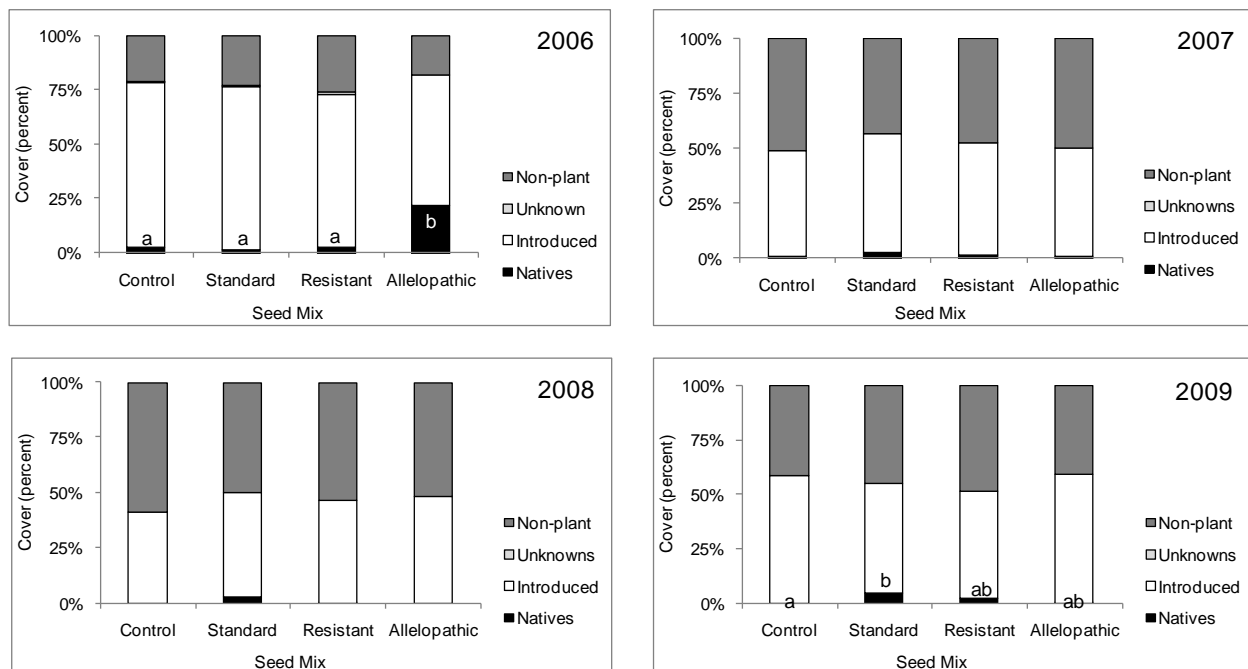 2006
100%
75%
50%
25%
0%
Cover (percent)
a
a
a
b
Control Standard Resistant Allelopathic
Seed Mix
Non-plant
Unknown
Introduced
Natives
2007
100%
75%
50%
25%
0%
Cover (percent)
Control Standard Resistant Allelopathic
Seed Mix
Non-plant
Unknowns
Introduced
Natives
2008
100%
75%
50%
25%
0%
Cover (percent)
Control Standard Resistant Allelopathic
Seed Mix
Non-plant
Unknowns
Introduced
Natives
2009
100%
75%
50%
25%
0%
Cover (percent)
a
b
ab
ab
Control Standard Resistant Allelopathic
Seed Mix
Non-plant
Unknowns
Introduced
Natives